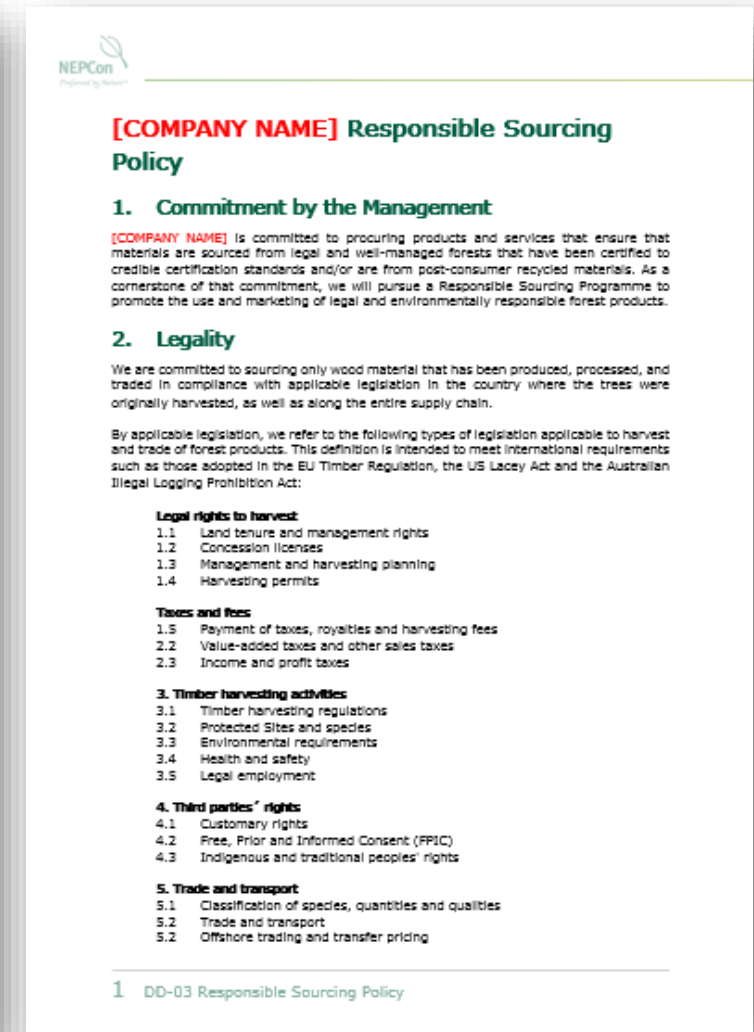 NEPCon
Preferred by Nature™
[COMPANY NAME] Responsible Sourcing
Policy
1. Commitment by the Management
[COMPANY NAME] is committed to procuring products and services that ensure that
materials are sourced from legal and well-managed forests that have been certified to
credible certification standards and/or are from post-consumer recycled materials. As a
cornerstone of that commitment, we will pursue a Responsible Sourcing Programme to
promote the use and marketing of legal and environmentally responsible forest products.
2. Legality
We are committed to sourcing only wood material that has been produced, processed, and
traded in compliance with applicable legislation in the country where the trees were
originally harvested, as well as along the entire supply chain.
By applicable legislation, we refer to the following types of legislation applicable to harvest
and trade of forest products. This definition is intended to meet international requirements
such as those adopted in the EU Timber Regulation, the US Lacey Act and the Australian
Illegal Logging Prohibition Act:
Legal rights to harvest
1.1 Land tenure and management rights
1.2 Concession licenses
1.3 Management and harvesting planning
1.4 Harvesting permits
Taxes and fees
1.5 Payment of taxes, royalties and harvesting fees
2.2 Value-added taxes and other sales taxes
2.3 Income and profit taxes
3. Timber harvesting activities
3.1 Timber harvesting regulations
3.2 Protected Sites and species
3.3 Environmental requirements
3.4 Health and safety
3.5 Legal employment
4. Third parties´ rights
4.1 Customary rights
4.2 Free, Prior and Informed Consent (FPIC)
4.3 Indigenous and traditional peoples' rights
5. Trade and transport
5.1 Classification of species, quantities and qualities
5.2 Trade and transport
5.2 Offshore trading and transfer pricing
1 DD-03 Responsible Sourcing Policy